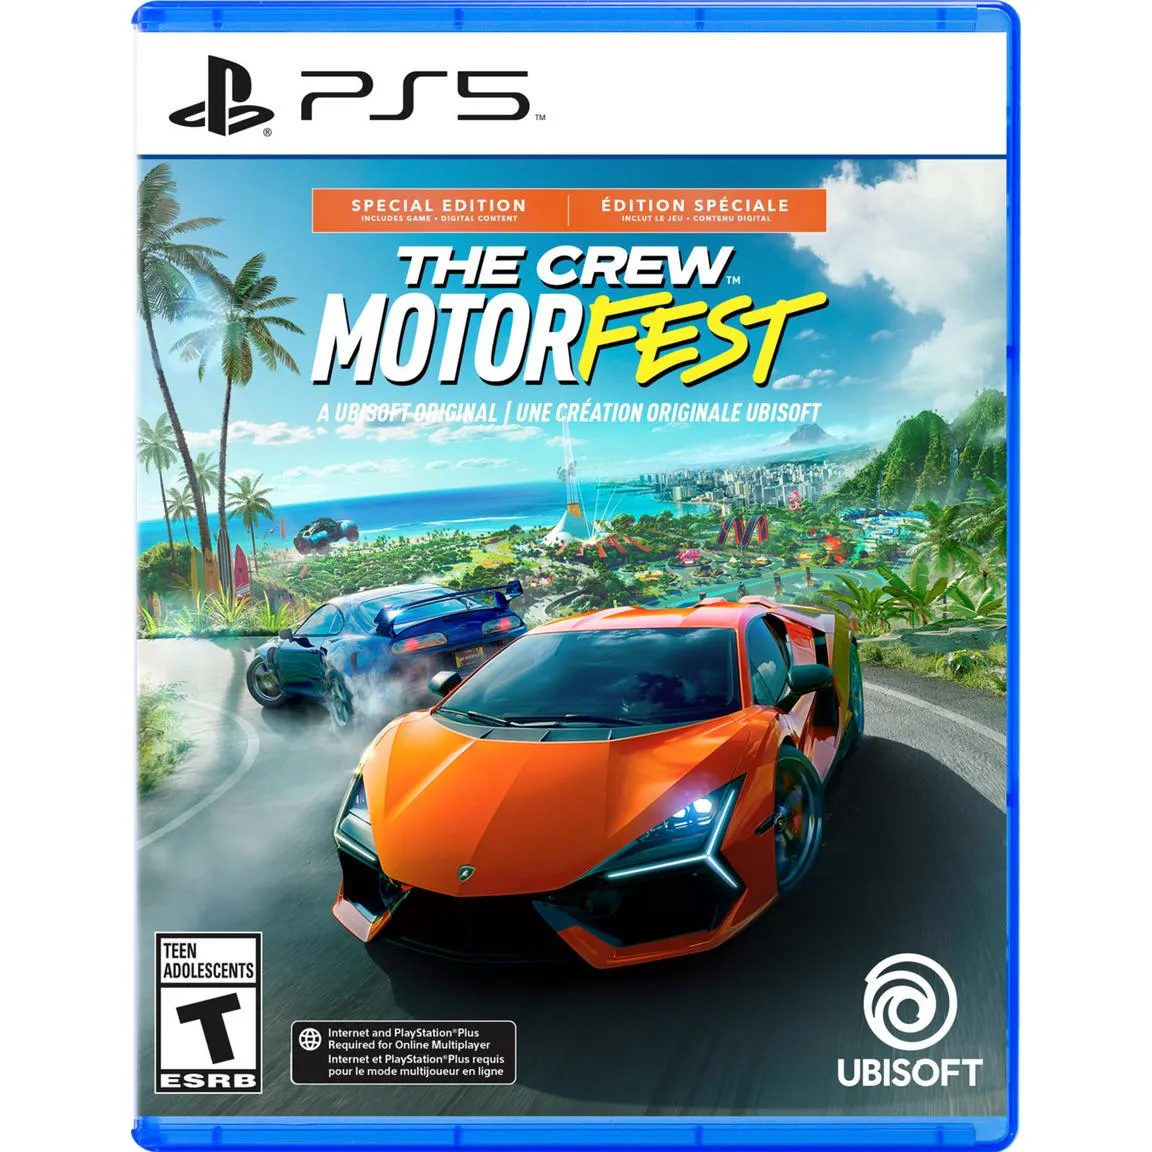 PS5™
SPECIAL EDITION
INCLUDES GAME • DIGITAL CONTENT
ÉDITION SPÉCIALE
INCLUT LE JEU • CONTENU DIGITAL
THE CREW™
MOTORFEST
A UBISOFT ORIGINAL | UNE CRÉATION ORIGINALE UBISOFT
TEEN
ADOLESCENTS
T
ESRB
Internet and PlayStation®Plus
Required for Online Multiplayer
Internet et PlayStation®Plus requis
pour le mode multijoueur en ligne
UBISOFT